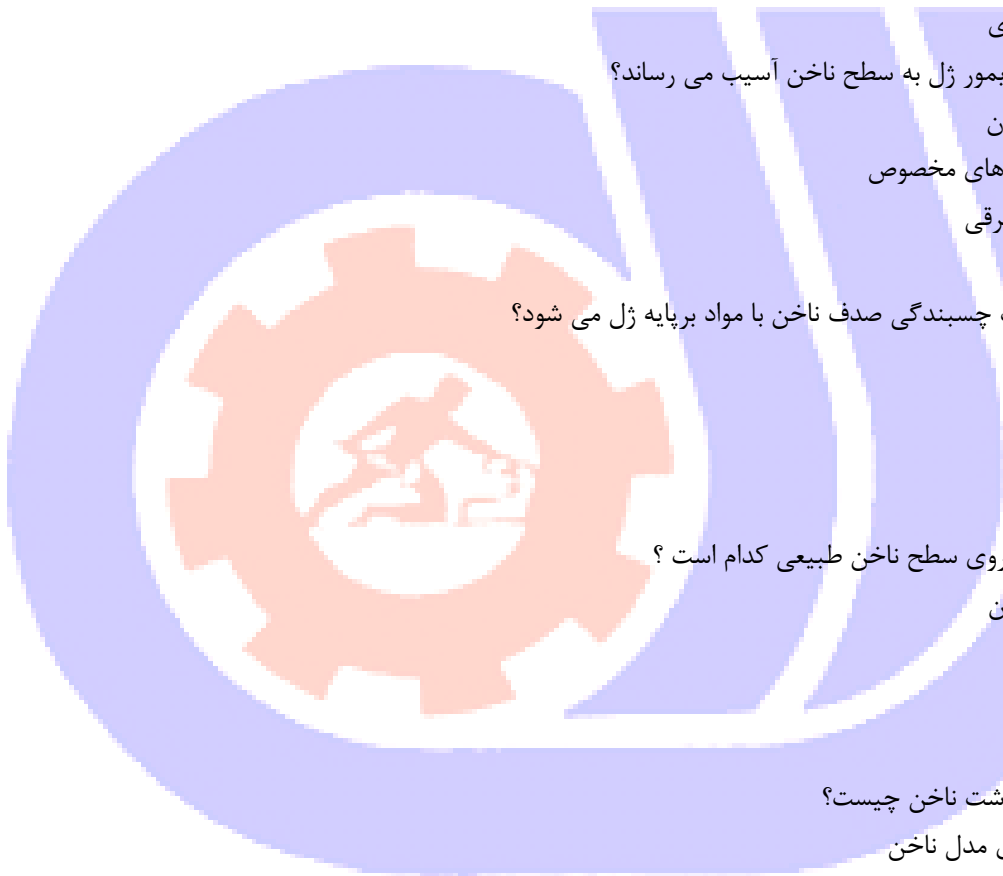 ی
بمور ژل به سطح ناخن آسیب می رساند؟
ن
های مخصوص
رقی
چسبندگی صدف ناخن با مواد برپایه ژل می شود؟
روی سطح ناخن طبیعی کدام است ؟
ن
شت ناخن چیست؟
مدل ناخن